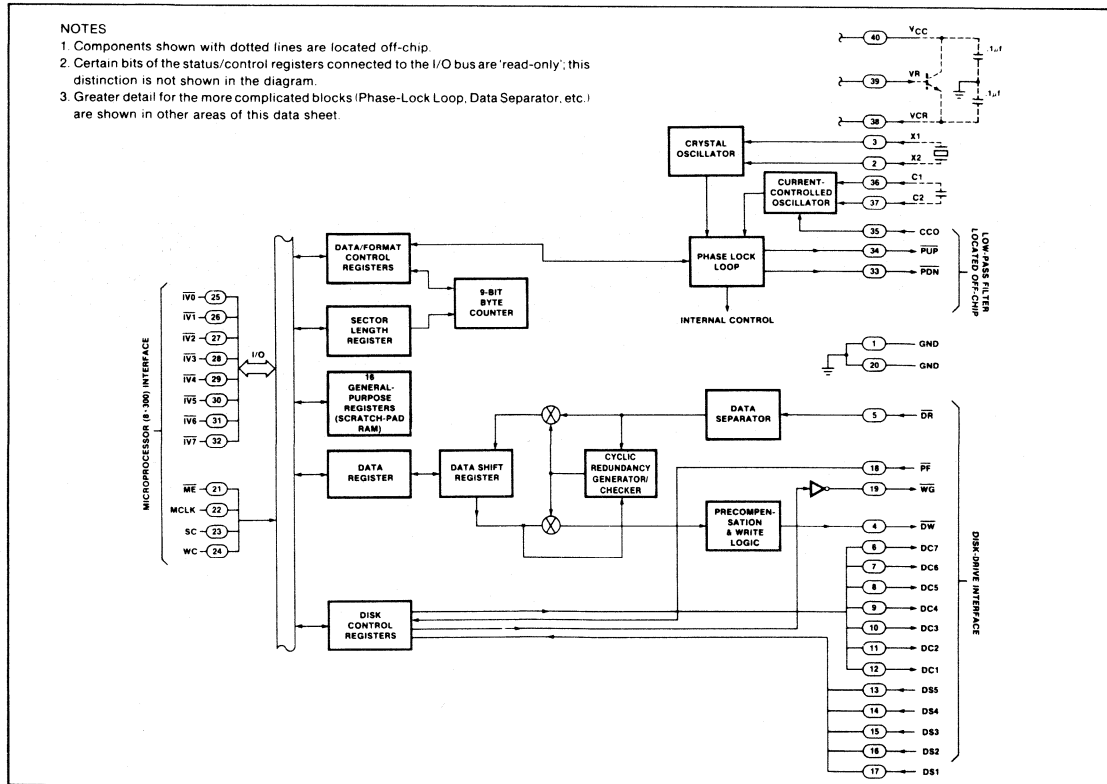 NOTES
1. Components shown with dotted lines are located off-chip.
2. Certain bits of the status/control registers connected to the I/O bus are 'read-only'; this
distinction is not shown in the diagram.
3. Greater detail for the more complicated blocks (Phase-Lock Loop, Data Separator, etc.)
are shown in other areas of this data sheet.
40 VCC
.1µf
39 VR
.1µf
38 VCR
CRYSTAL
OSCILLATOR
3 X1
2 X2
CURRENT-
CONTROLLED
OSCILLATOR
36 C1
37 C2
35 CCO
34 PUP
33 PDN
LOW-PASS FILTER
LOCATED OFF-CHIP
PHASE LOCK
LOOP
INTERNAL CONTROL
DATA/FORMAT
CONTROL
REGISTERS
9-BIT
BYTE
COUNTER
SECTOR
LENGTH
REGISTER
MICROPROCESSOR (8X300) INTERFACE
IV0 25
IV1 26
IV2 27
IV3 28
IV4 29
IV5 30
IV6 31
IV7 32
I/O
ME 21
MCLK 22
SC 23
WC 24
1 GND
20 GND
16
GENERAL-
PURPOSE
REGISTERS
(SCRATCH-PAD
RAM)
DATA
REGISTER
DATA SHIFT
REGISTER
CYCLIC
REDUNDANCY
GENERATOR/
CHECKER
DATA
SEPARATOR
PRECOMPEN-
SATION
& WRITE
LOGIC
DISK
CONTROL
REGISTERS
5 DR
18 PF
19 WG
4 DW
6 DC7
7 DC6
8 DC5
9 DC4
10 DC3
11 DC2
12 DC1
13 DS5
14 DS4
15 DS3
16 DS2
17 DS1
DISK-DRIVE INTERFACE